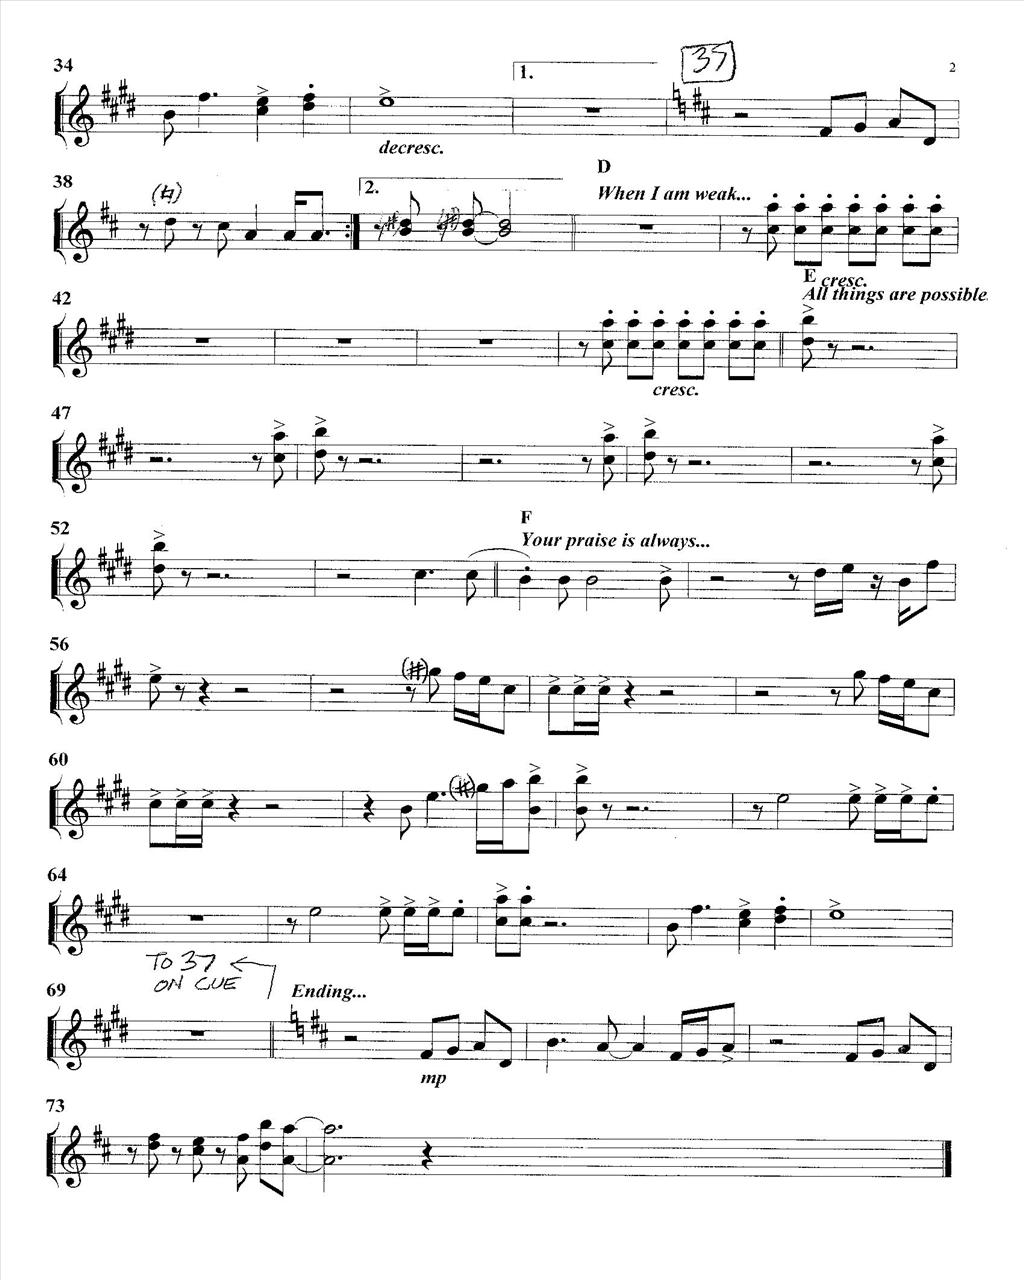 34
1.
37
2
decresc.
38
2.
D
When I am weak...
cresc.
42
E
All things are possible
cresc.
47
52
F
Your praise is always...
56
60
64
TO 37
ON CUE
69
Ending...
mp
73